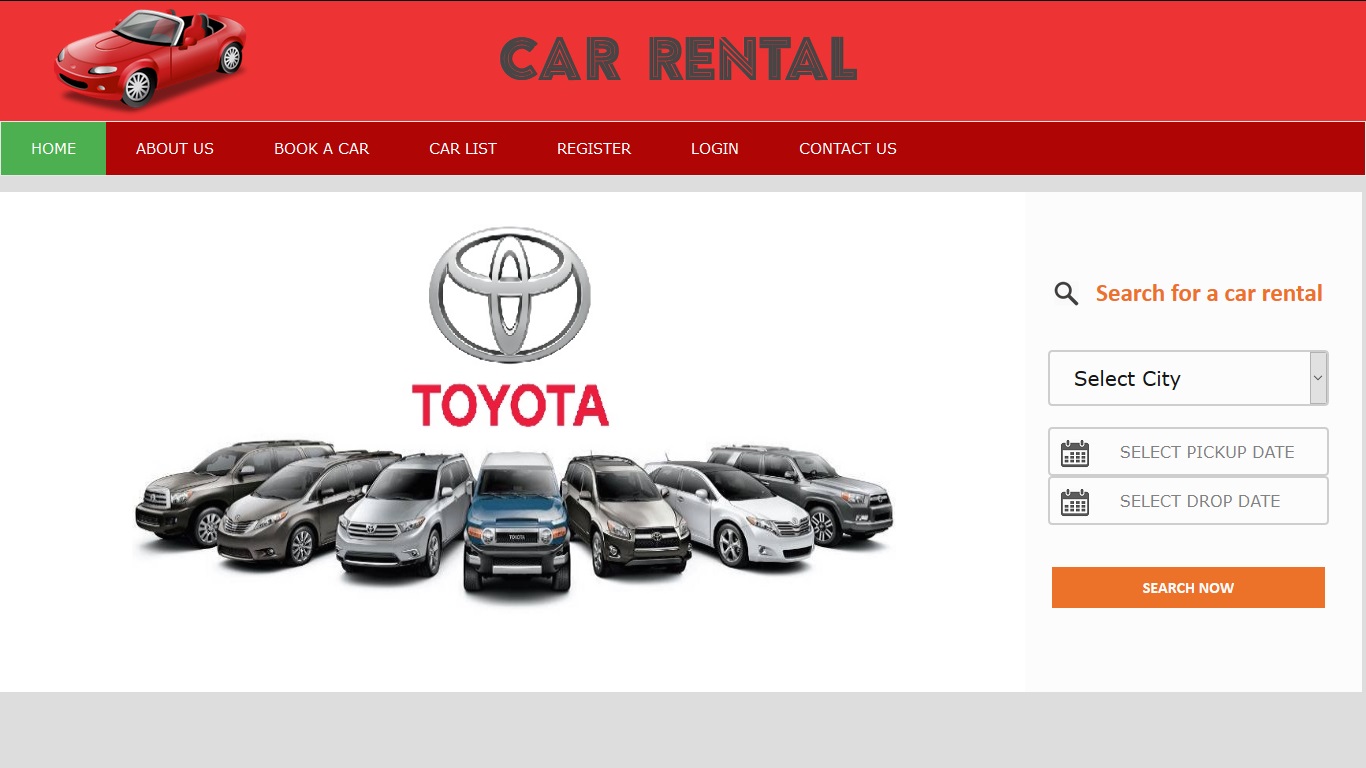 CAR RENTAL
HOME ABOUT US BOOK A CAR CAR LIST REGISTER LOGIN CONTACT US
TOYOTA
TOYOTA
Search for a car rental
Select City
SELECT PICKUP DATE
SELECT DROP DATE
SEARCH NOW